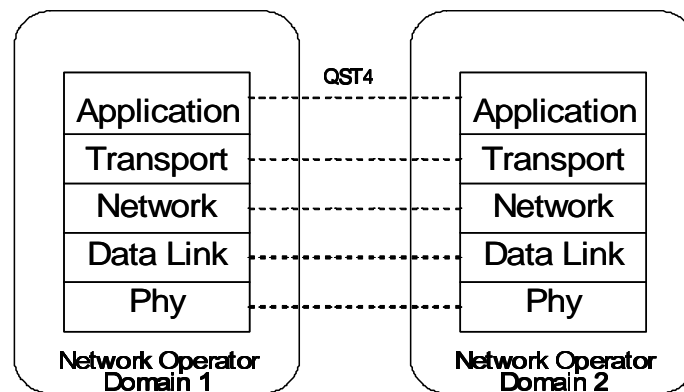 QST4
Application
Transport
Network
Data Link
Phy
Network Operator
Domain 1
Application
Transport
Network
Data Link
Phy
Network Operator
Domain 2